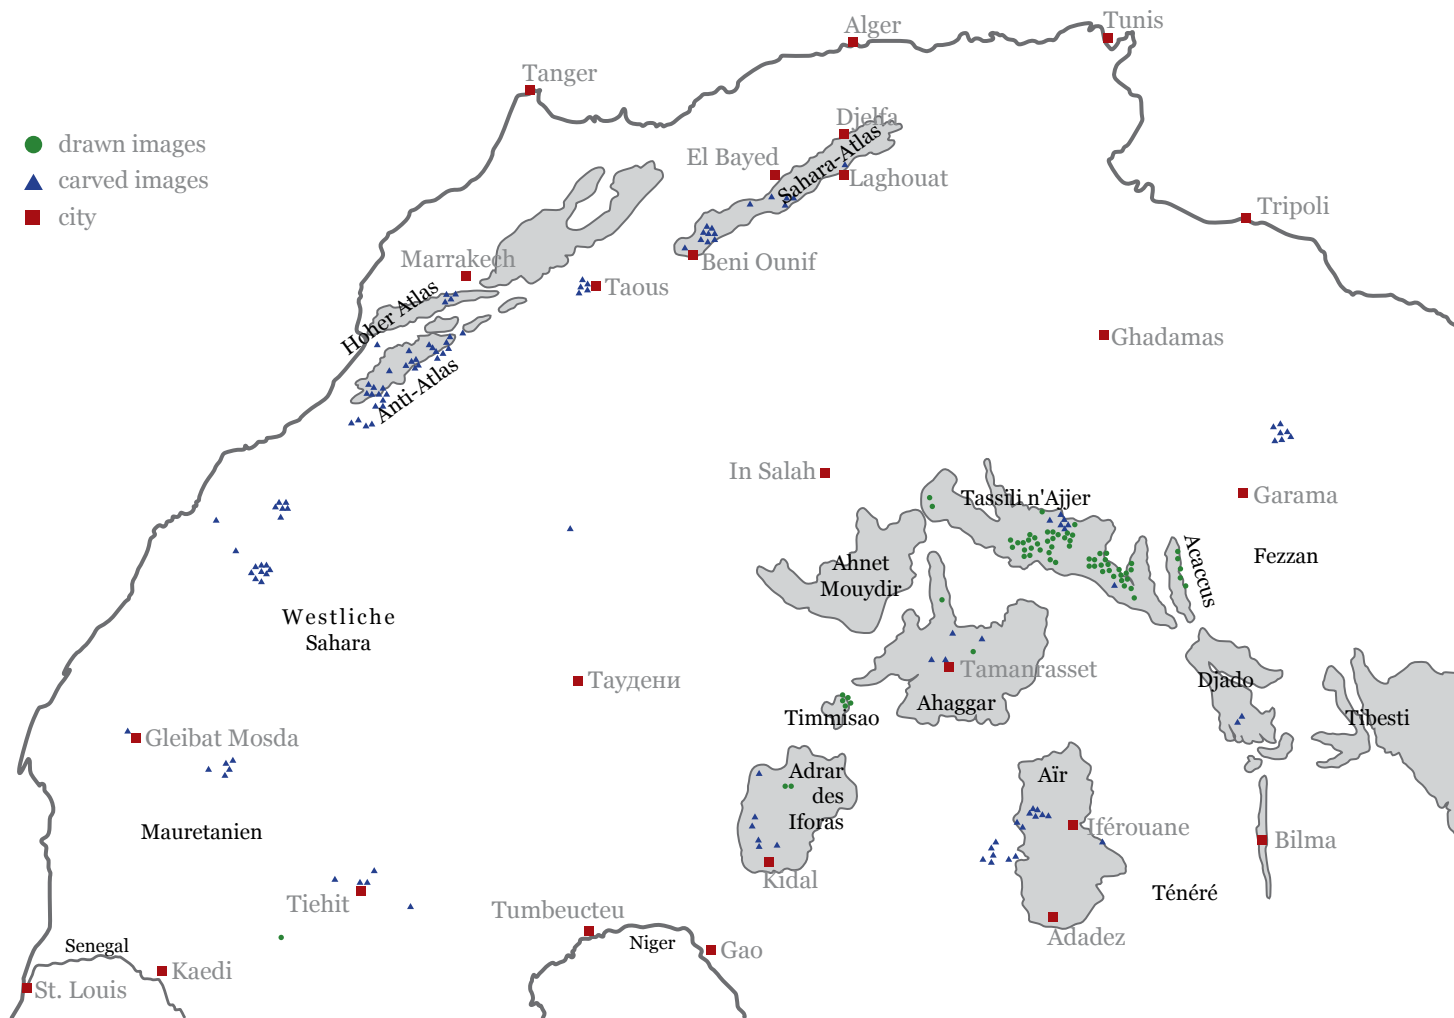 Alger
Tunis
Tanger
drawn images
carved images
city
Djelfa
El Bayed
Sahara-Atlas
Laghouat
Tripoli
Marrakech
Beni Ounif
Taous
Hoher Atlas
Ghadamas
Anti-Atlas
In Salah
Tassili n'Ajjer
Garama
Acaccus
Fezzan
Ahnet
Mouydir
Westliche
Sahara
Таудени
Tamanrasset
Djado
Ahaggar
Timmisao
Tibesti
Gleibat Mosda
Adrar
des
Iforas
Aïr
Mauretanien
Iférouane
Bilma
Kidal
Ténéré
Tiehit
Tumbeucteu
Niger
Gao
Adadez
Senegal
Kaedi
St. Louis